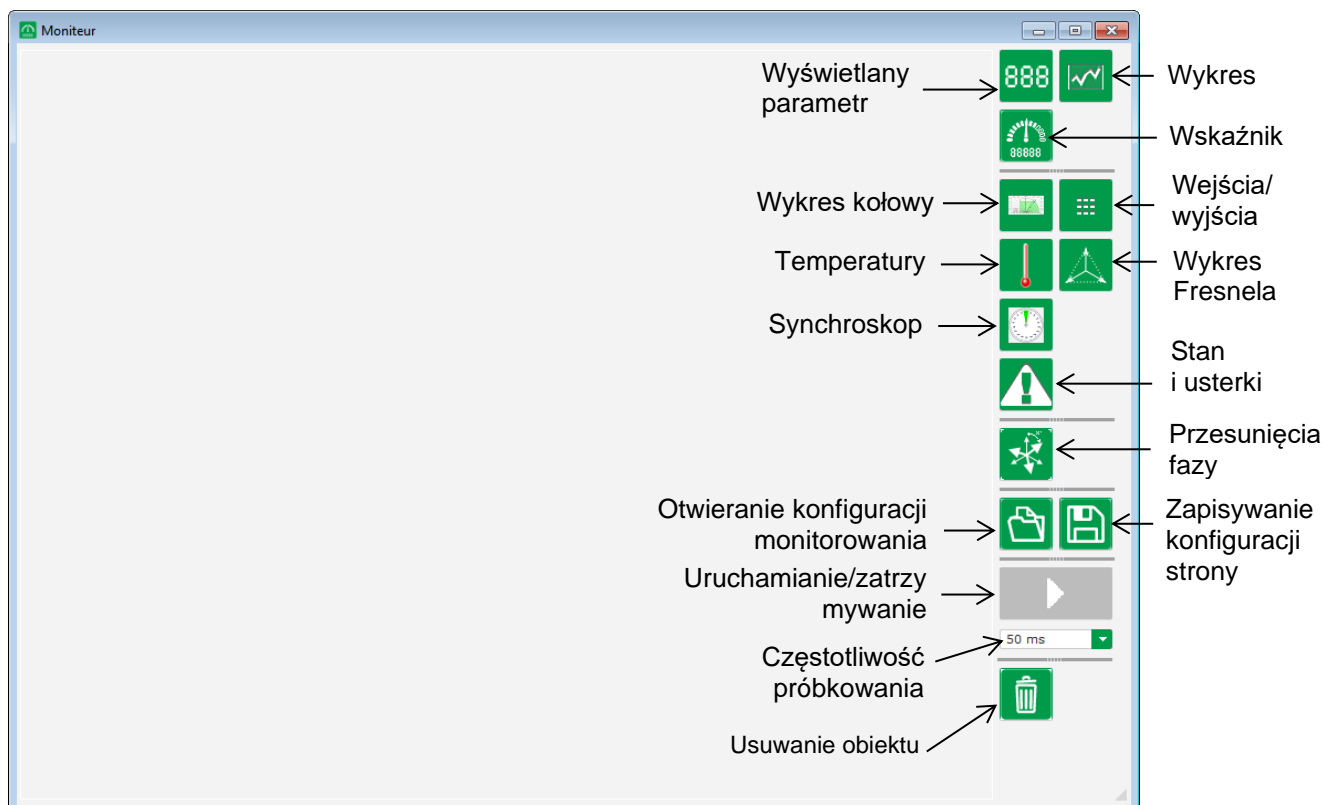 Moniteur
Wyświetlany
parametr
888
Wykres
88888
Wskaźnik
Wykres kołowy
Wejścia/
wyjścia
Temperatury
Wykres
Fresnela
Synchroskop
Stan
i usterki
Przesunięcia
fazy
Otwieranie konfiguracji
monitorowania
Zapisywanie
konfiguracji
strony
Uruchamianie/zatrzy
mywanie
50 ms
Częstotliwość
próbkowania
Usuwanie obiektu